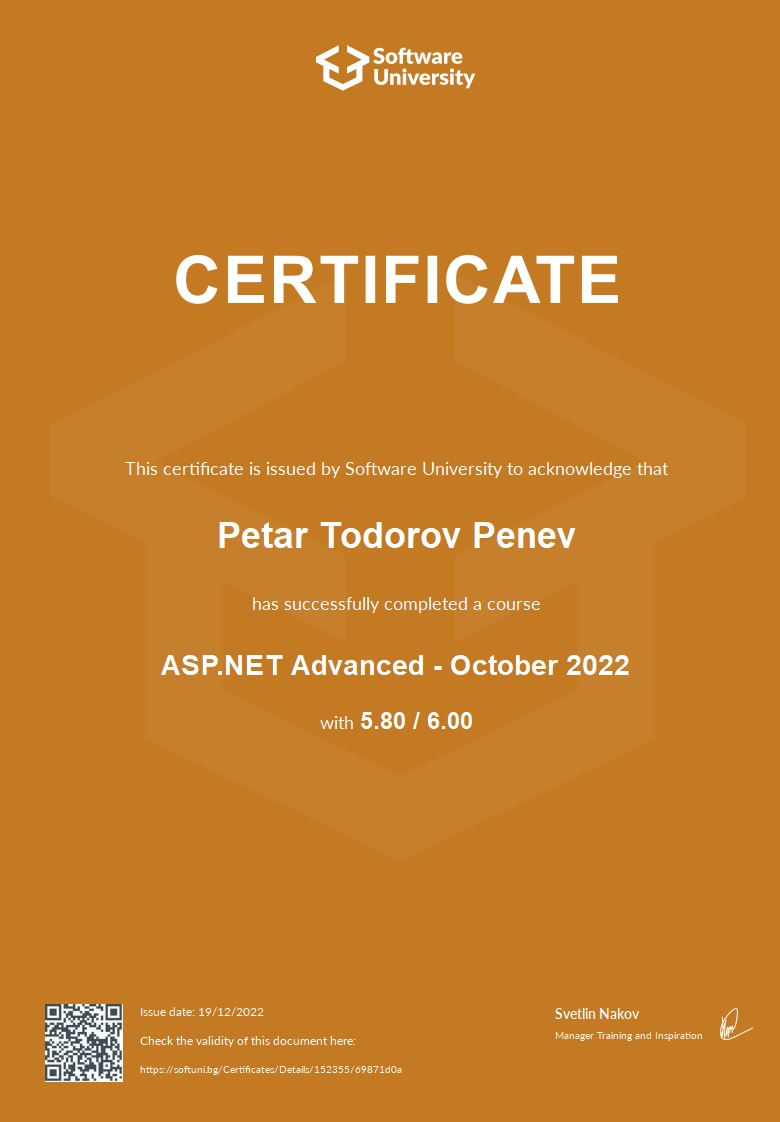 Software
University
CERTIFICATE
This certificate is issued by Software University to acknowledge that
Petar Todorov Penev
has successfully completed a course
ASP.NET Advanced - October 2022
with 5.80 / 6.00
Issue date: 19/12/2022
Check the validity of this document here:
https://softuni.bg/Certificates/Details/152355/69871d0a
Svetlin Nakov
Manager Training and Inspiration